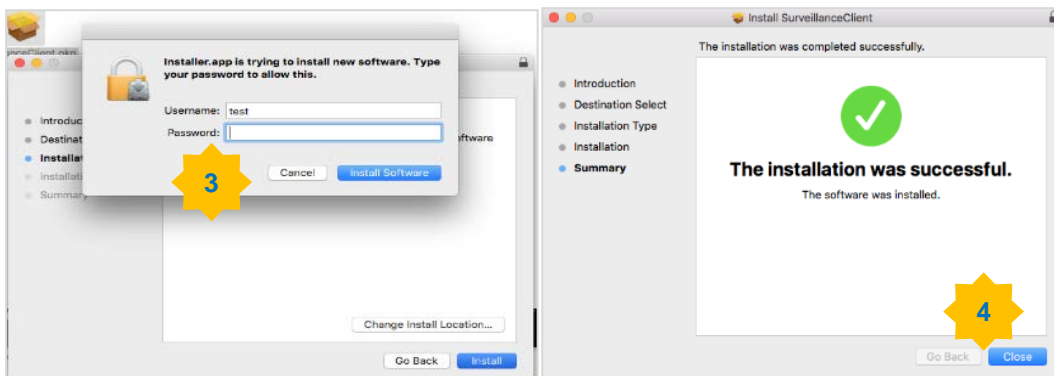 Installer.app is trying to install new software. Type
your password to allow this.
Username: test
Password:
Cancel
Install Software
Introduc
Destinat
Installat
Installati
Summary
ftware
3
Change Install Location...
Go Back
Install
Install SurveillanceClient
The installation was completed successfully.
Introduction
Destination Select
Installation Type
Installation
Summary
The installation was successful.
The software was installed.
4
Go Back
Close